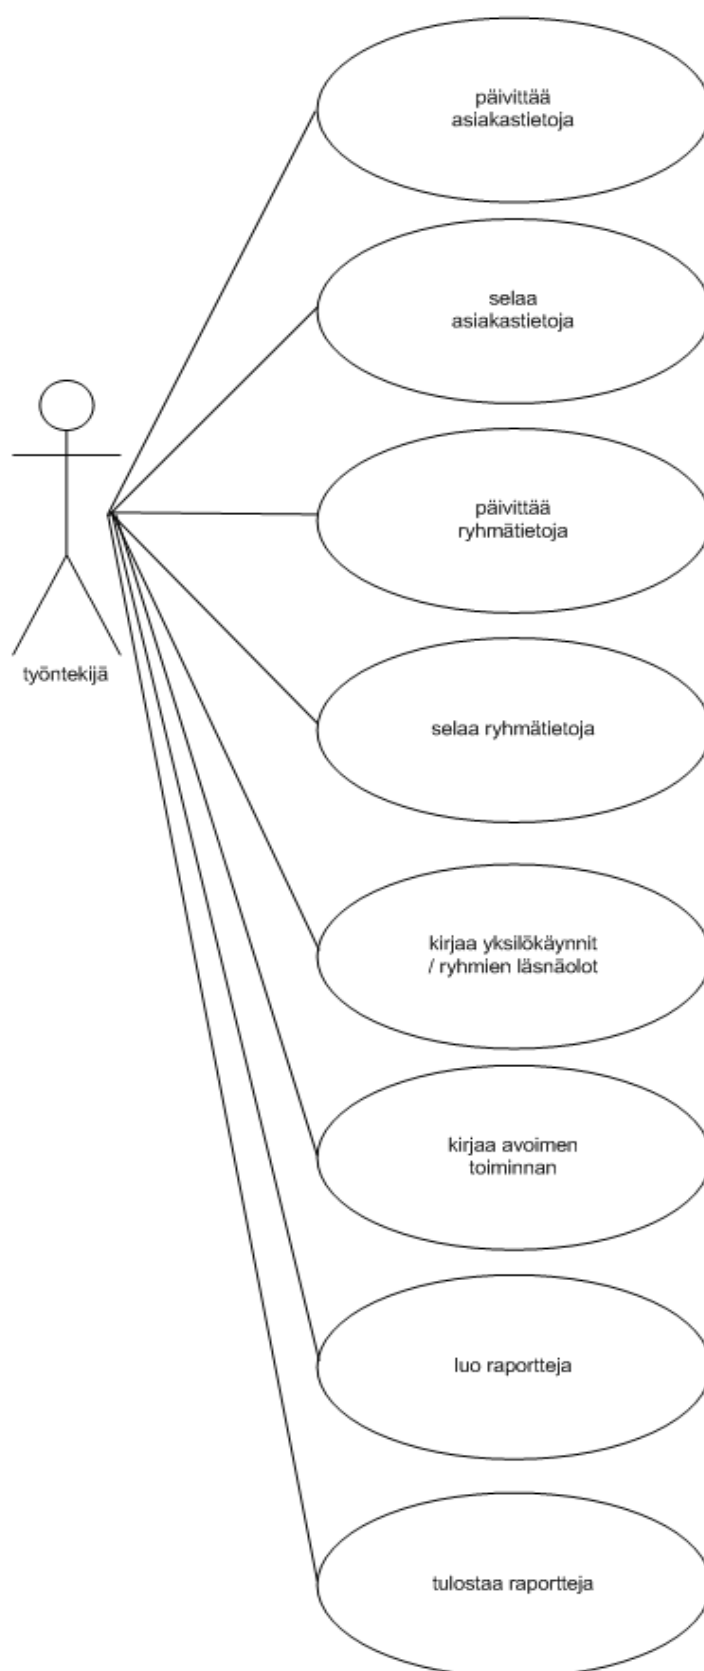 päivittää
asiakastietoja
selaa
asiakastietoja
päivittää
ryhmätietoja
työntekijä
selaa ryhmätietoja
kirjaa yksilökäynnit
/ ryhmien läsnäolot
kirjaa avoimen
toiminnan
luo raportteja
tulostaa raportteja